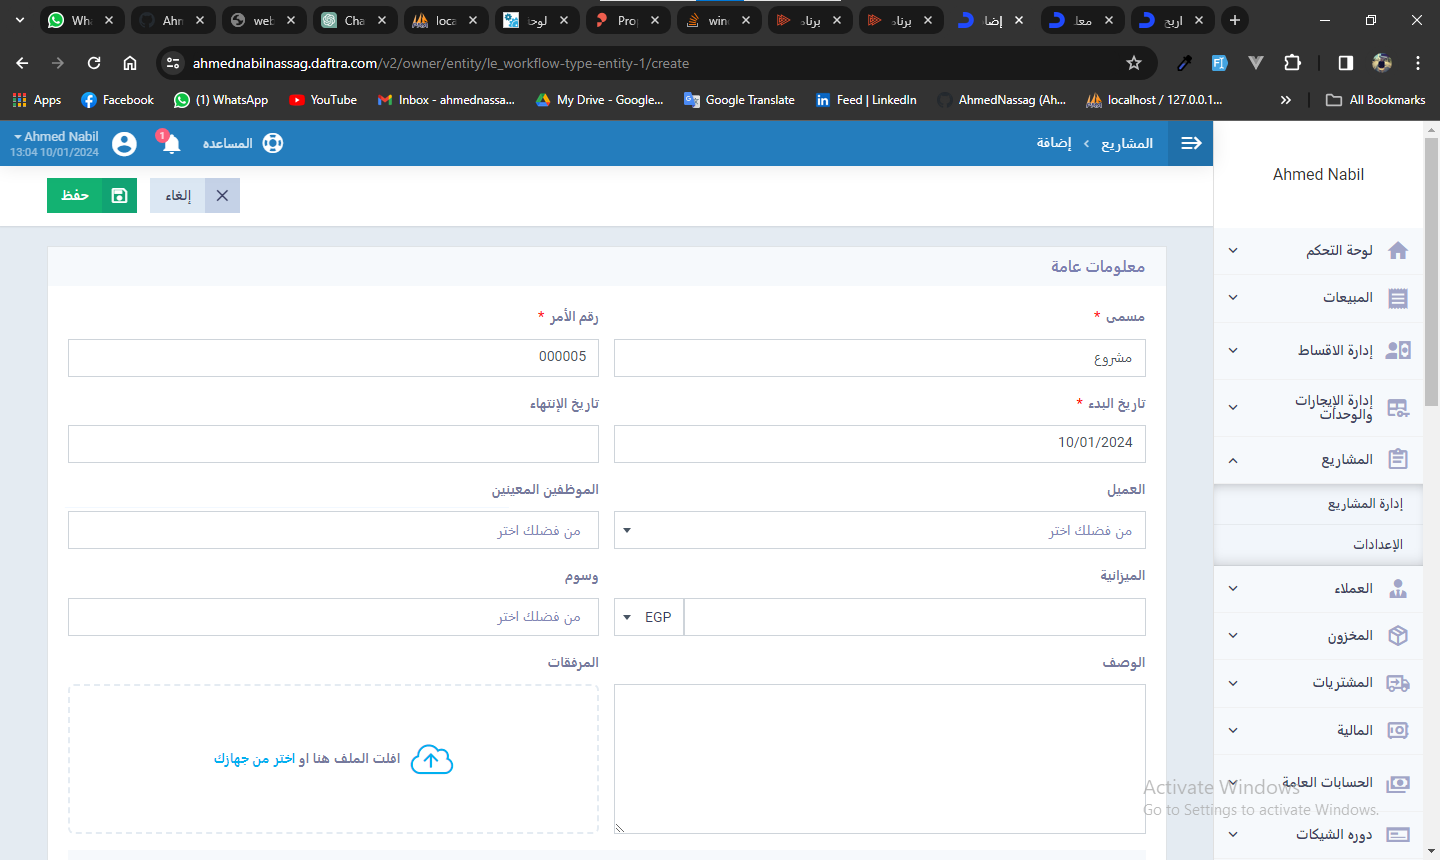 Wha
Ahn
web
Cha
loca
لوحا
Pro
win
برنام
برنام
إضا
معا
اربح
ahmednabilnassag.daftra.com/v2/owner/entity/le_workflow-type-entity-1/create
Apps
Facebook
(1) WhatsApp
YouTube
Inbox - ahmednassa...
My Drive - Google...
Google Translate
Feed | LinkedIn
AhmedNassag (Ah...
localhost / 127.0.0.1...
»
All Bookmarks
Ahmed Nabil
13:04 10/01/2024
1
المساعده
المشاريع › إضافة
Ahmed Nabil
حفظ
إلغاء
معلومات عامة
مسمى *
رقم الأمر *
مشروع
000005
تاريخ البدء *
تاريخ الإنتهاء
10/01/2024
العميل
الموظفين المعينين
من فضلك اختر
من فضلك اختر
الميزانية
وسوم
EGP
من فضلك اختر
الوصف
المرفقات
افلت الملف هنا او اختر من جهازك
لوحة التحكم
المبيعات
إدارة الاقساط
إدارة الإيجارات
والوحدات
المشاريع
إدارة المشاريع
الإعدادات
العملاء
المخزون
المشتريات
المالية
الحسابات العامة
دوره الشيكات
Activate Windows
Go to Settings to activate Windows.